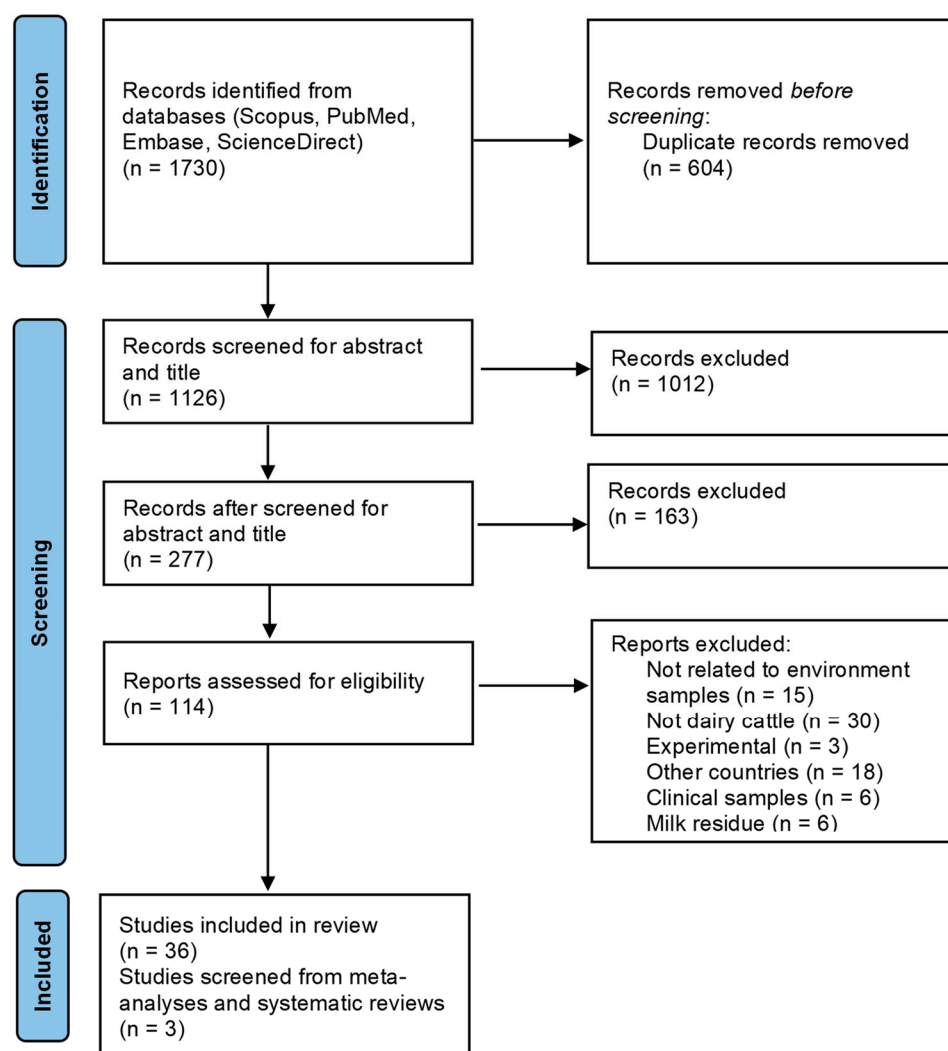 Identification
Records identified from
databases (Scopus, PubMed,
Embase, ScienceDirect)
(n = 1730)
Records removed before
screening:
Duplicate records removed
(n = 604)
Screening
Records screened for abstract
and title
(n = 1126)
Records excluded
(n = 1012)
Records after screened for
abstract and title
(n = 277)
Records excluded
(n = 163)
Reports assessed for eligibility
(n = 114)
Reports excluded:
Not related to environment
samples (n = 15)
Not dairy cattle (n = 30)
Experimental (n = 3)
Other countries (n = 18)
Clinical samples (n = 6)
Milk residue (n = 6)
Included
Studies included in review
(n = 36)
Studies screened from meta-
analyses and systematic reviews
(n = 3)